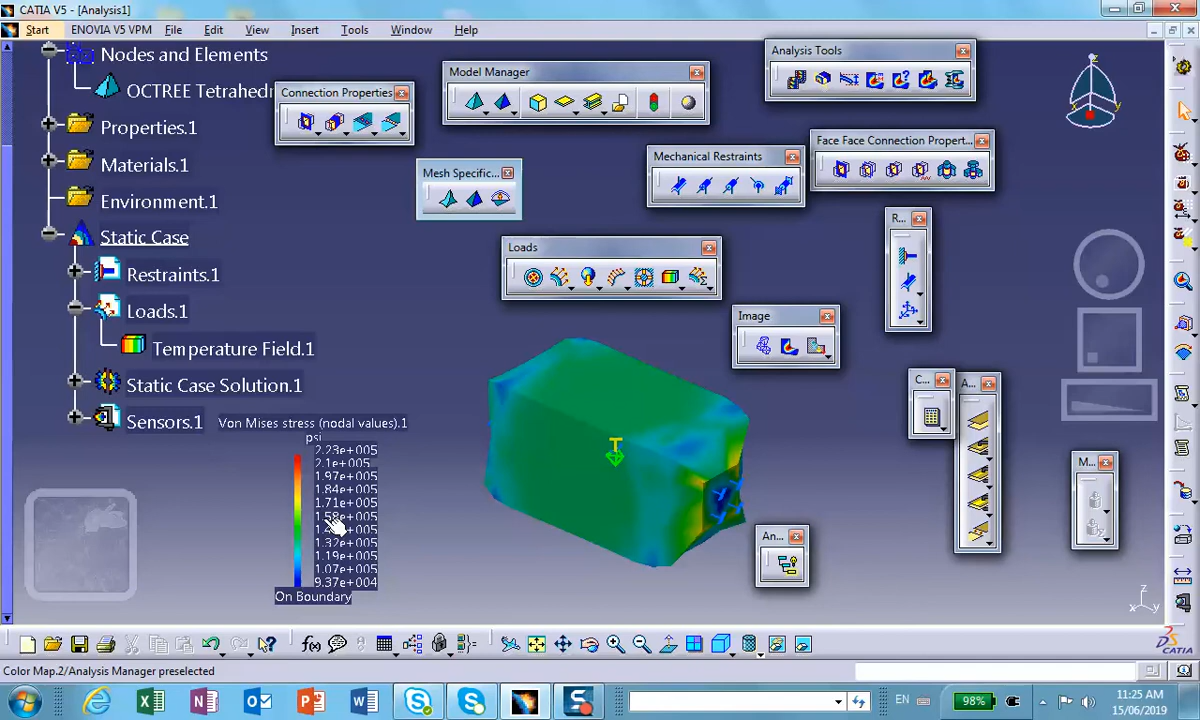 CATIA V5 - [Analysis1]
Start ENOVIA V5 VPM File Edit View Insert Tools Window Help
Nodes and Elements
OCTREE Tetrahedr
Properties.1
Materials.1
Environment.1
Static Case
Restraints.1
Loads.1
Temperature Field.1
Static Case Solution.1
Sensors.1
Connection Properties
Model Manager
Analysis Tools
Mesh Specific...
Mechanical Restraints
Face Face Connection Propert...
Loads
R...
Image
C...
A...
M...
An...
T
Von Mises stress (nodal values).1
psi
2.23e+005
2.1e+005
1.97e+005
1.84e+005
1.71e+005
1.58e+005
1.32e+005
1.19e+005
1.07e+005
9.37e+004
On Boundary
z
y
z
x
y
f(x)
DS
CATIA
Color Map.2/Analysis Manager preselected
EN
98%
11:25 AM
15/06/2019